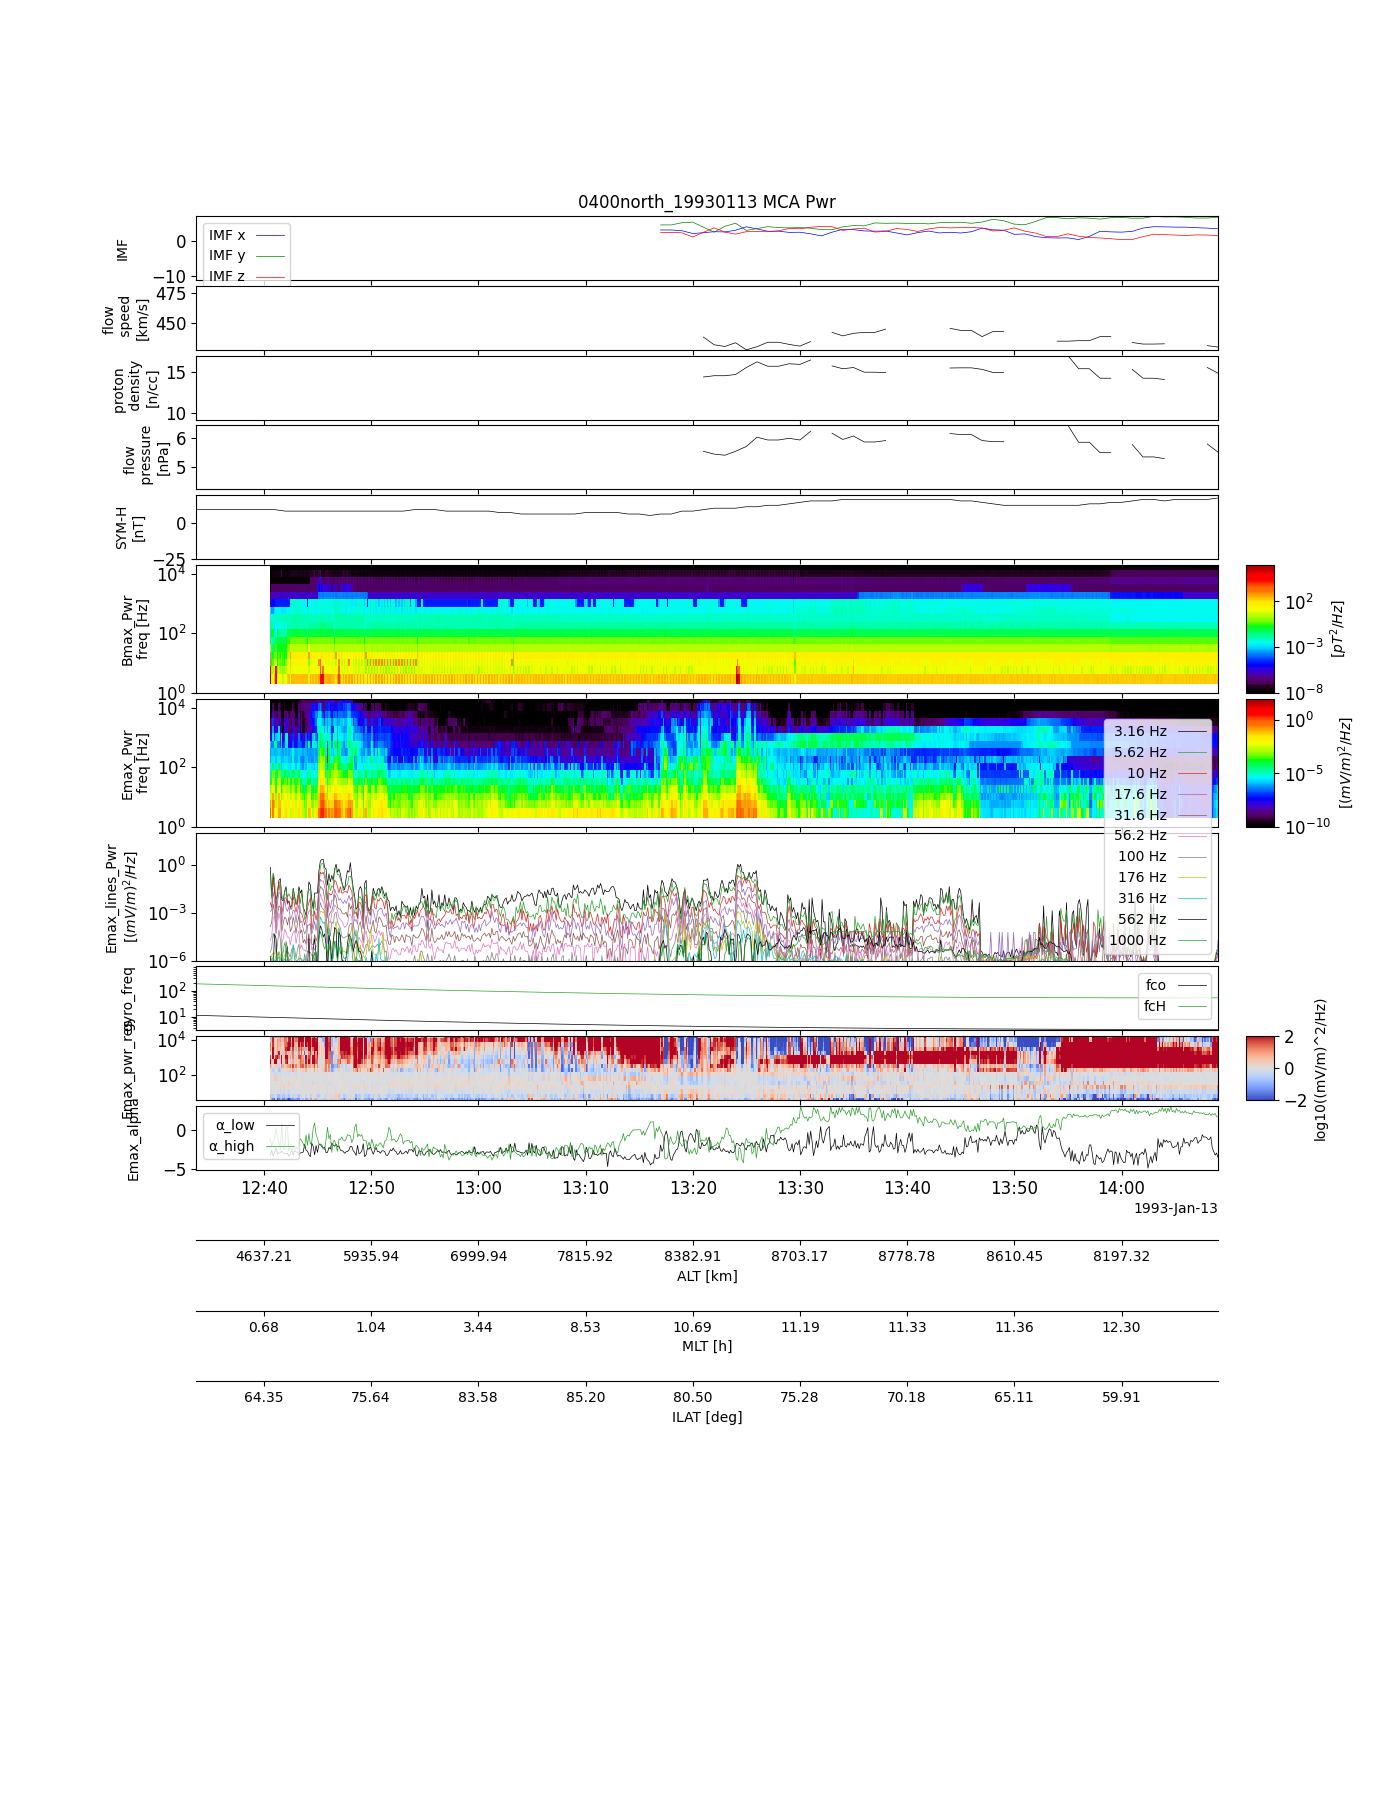 0400north_19930113 MCA Pwr
IMF
0
−10
IMF x
IMF y
IMF z
flow
speed
[km/s]
475
450
proton
density
[n/cc]
15
10
flow
pressure
[nPa]
6
5
SYM-H
[nT]
0
−25
Bmax_Pwr
freq [Hz]
10^4
10^2
10^0
10^2
10^−3
10^−8
[pT^2/Hz]
Emax_Pwr
freq [Hz]
10^4
10^2
10^0
10^0
10^−5
10^−10
[(mV/m)^2/Hz]
3.16 Hz
5.62 Hz
10 Hz
17.6 Hz
31.6 Hz
56.2 Hz
100 Hz
176 Hz
316 Hz
562 Hz
1000 Hz
Emax_lines_Pwr
[(mV/m)^2/Hz]
10^0
10^−3
10^−6
gyro_freq
10^2
10^1
fco
fcH
Emax_pwr_reg
10^4
10^2
2
0
−2
log10((mV/m)^2/Hz)
Emax_alpha
0
−5
α_low
α_high
12:40 12:50 13:00 13:10 13:20 13:30 13:40 13:50 14:00
1993-Jan-13
4637.21 5935.94 6999.94 7815.92 8382.91 8703.17 8778.78 8610.45 8197.32
ALT [km]
0.68 1.04 3.44 8.53 10.69 11.19 11.33 11.36 12.30
MLT [h]
64.35 75.64 83.58 85.20 80.50 75.28 70.18 65.11 59.91
ILAT [deg]